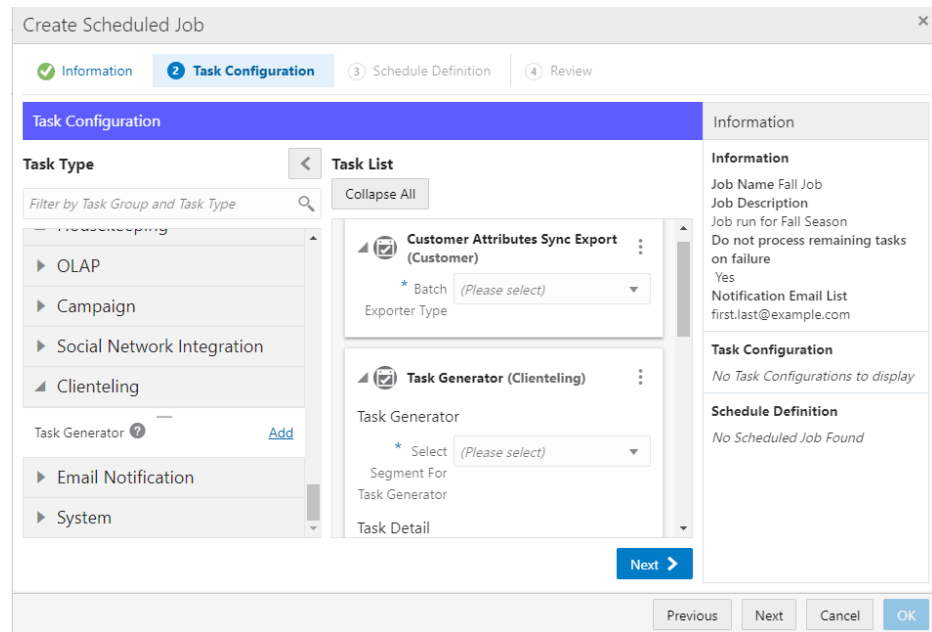 Create Scheduled Job
Information
2 Task Configuration
3 Schedule Definition
4 Review
Task Configuration
Task Type
Filter by Task Group and Task Type
Housekeeping
OLAP
Campaign
Social Network Integration
Clienteling
Task Generator ? Add
Email Notification
System
Task List
Collapse All
Customer Attributes Sync Export
(Customer)
* Batch (Please select)
Exporter Type
Task Generator (Clienteling)
Task Generator
* Select (Please select)
Segment For
Task Generator
Task Detail
Next
Information
Information
Job Name Fall Job
Job Description
Job run for Fall Season
Do not process remaining tasks
on failure
Yes
Notification Email List
first.last@example.com
Task Configuration
No Task Configurations to display
Schedule Definition
No Scheduled Job Found
Previous
Next
Cancel
OK